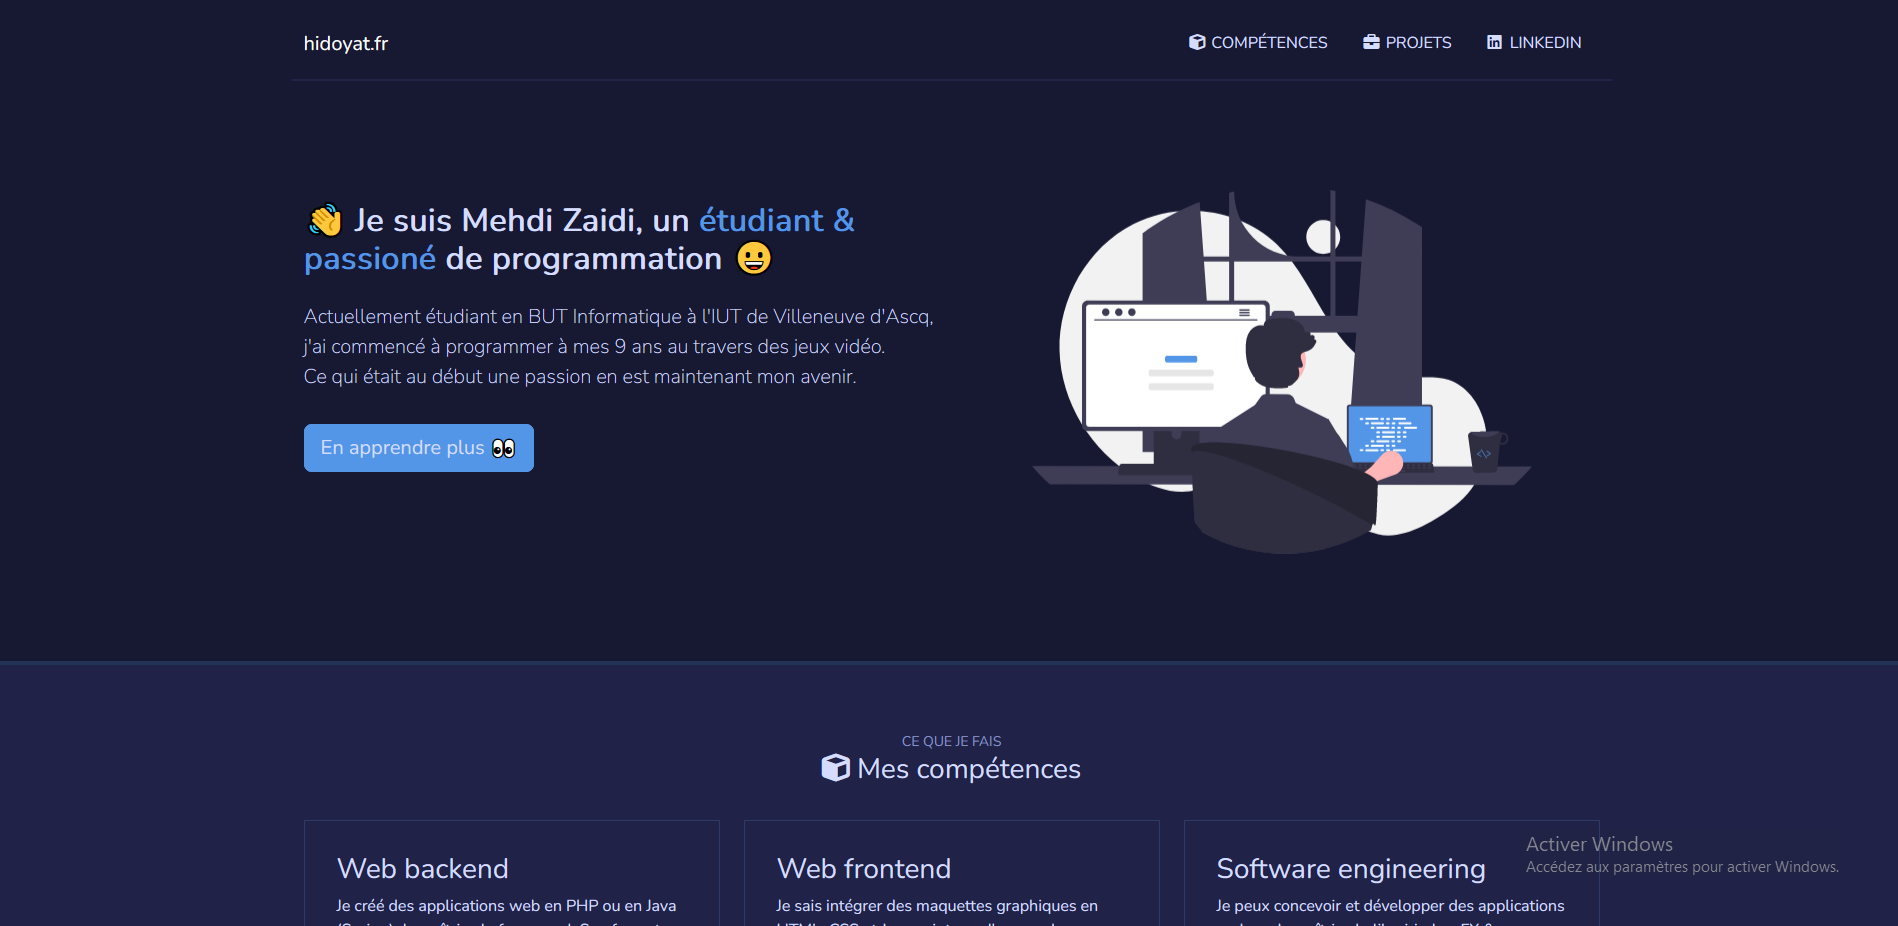 hidoyat.fr
COMPÉTENCES
PROJETS
LINKEDIN
👋 Je suis Mehdi Zaidi, un étudiant &
passioné de programmation 😀
Actuellement étudiant en BUT Informatique à l'IUT de Villeneuve d'Ascq,
j'ai commencé à programmer à mes 9 ans au travers des jeux vidéo.
Ce qui était au début une passion en est maintenant mon avenir.
En apprendre plus 👀
CE QUE JE FAIS
Mes compétences
Web backend
Je créé des applications web en PHP ou en Java
Web frontend
Je sais intégrer des maquettes graphiques en
Software engineering
Je peux concevoir et développer des applications
Activer Windows
Accédez aux paramètres pour activer Windows.